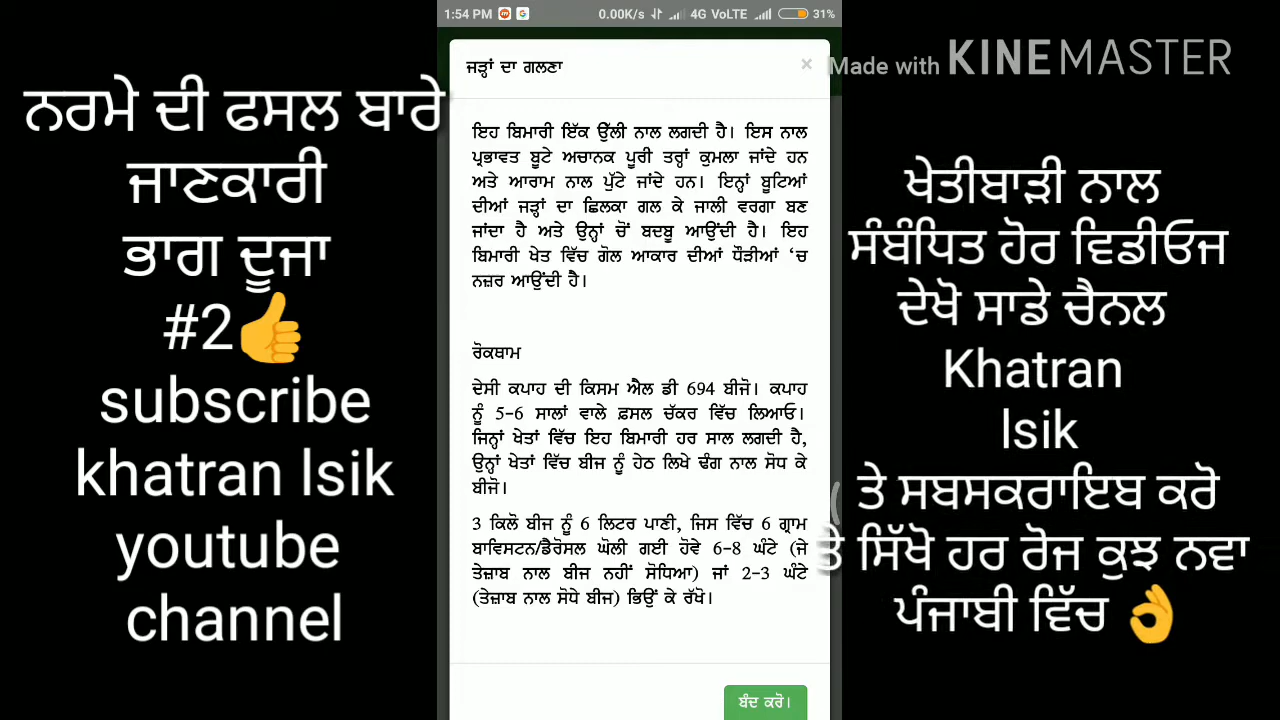 ਨਰਮੇ ਦੀ ਫਸਲ ਬਾਰੇ
ਜਾਣਕਾਰੀ
ਭਾਗ ਦੂਜਾ
#2👍
subscribe
khatran lsik
youtube
channel
1:54 PM
0.00K/s
4G VoLTE
31%
ਜੜ੍ਹਾਂ ਦਾ ਗਲਣਾ
×
ਇਹ ਬਿਮਾਰੀ ਇੱਕ ਉੱਲੀ ਨਾਲ ਲਗਦੀ ਹੈ। ਇਸ ਨਾਲ
ਪ੍ਰਭਾਵਤ ਬੂਟੇ ਅਚਾਨਕ ਪੂਰੀ ਤਰ੍ਹਾਂ ਕੁਮਲਾ ਜਾਂਦੇ ਹਨ
ਅਤੇ ਆਰਾਮ ਨਾਲ ਪੁੱਟੇ ਜਾਂਦੇ ਹਨ। ਇਨ੍ਹਾਂ ਬੂਟਿਆਂ
ਦੀਆਂ ਜੜ੍ਹਾਂ ਦਾ ਛਿਲਕਾ ਗਲ ਕੇ ਜਾਲੀ ਵਰਗਾ ਬਣ
ਜਾਂਦਾ ਹੈ ਅਤੇ ਉਨ੍ਹਾਂ ਚੋਂ ਬਦਬੂ ਆਉਂਦੀ ਹੈ। ਇਹ
ਬਿਮਾਰੀ ਖੇਤ ਵਿੱਚ ਗੋਲ ਆਕਾਰ ਦੀਆਂ ਧੌੜੀਆਂ ‘ਚ
ਨਜ਼ਰ ਆਉਂਦੀ ਹੈ।
ਰੋਕਥਾਮ
ਦੇਸੀ ਕਪਾਹ ਦੀ ਕਿਸਮ ਐਲ ਡੀ 694 ਬੀਜੋ। ਕਪਾਹ
ਨੂੰ 5-6 ਸਾਲਾਂ ਵਾਲੇ ਫ਼ਸਲ ਚੱਕਰ ਵਿੱਚ ਲਿਆਓ।
ਜਿਨ੍ਹਾਂ ਖੇਤਾਂ ਵਿੱਚ ਇਹ ਬਿਮਾਰੀ ਹਰ ਸਾਲ ਲਗਦੀ ਹੈ,
ਉਨ੍ਹਾਂ ਖੇਤਾਂ ਵਿੱਚ ਬੀਜ ਨੂੰ ਹੇਠ ਲਿਖੇ ਢੰਗ ਨਾਲ ਸੋਧ ਕੇ
ਬੀਜੋ।
3 ਕਿਲੋ ਬੀਜ ਨੂੰ 6 ਲਿਟਰ ਪਾਣੀ, ਜਿਸ ਵਿੱਚ 6 ਗ੍ਰਾਮ
ਬਾਵਿਸਟਨ/ਡੈਰੋਸਲ ਘੋਲੀ ਗਈ ਹੋਵੇ 6-8 ਘੰਟੇ (ਜੇ
ਤੇਜ਼ਾਬ ਨਾਲ ਬੀਜ ਨਹੀਂ ਸੋਧਿਆ) ਜਾਂ 2-3 ਘੰਟੇ
(ਤੇਜ਼ਾਬ ਨਾਲ ਸੋਧੇ ਬੀਜ) ਭਿਉਂ ਕੇ ਰੱਖੋ।
ਬੰਦ ਕਰੋ।
Made with KINEMASTER
ਖੇਤੀਬਾੜੀ ਨਾਲ
ਸੰਬੰਧਿਤ ਹੋਰ ਵਿਡੀਓਜ
ਦੇਖੋ ਸਾਡੇ ਚੈਨਲ
Khatran
lsik
ਤੇ ਸਬਸਕਰਾਇਬ ਕਰੋ
ਤੇ ਸਿੱਖੋ ਹਰ ਰੋਜ ਕੁਝ ਨਵਾ
ਪੰਜਾਬੀ ਵਿੱਚ 👌